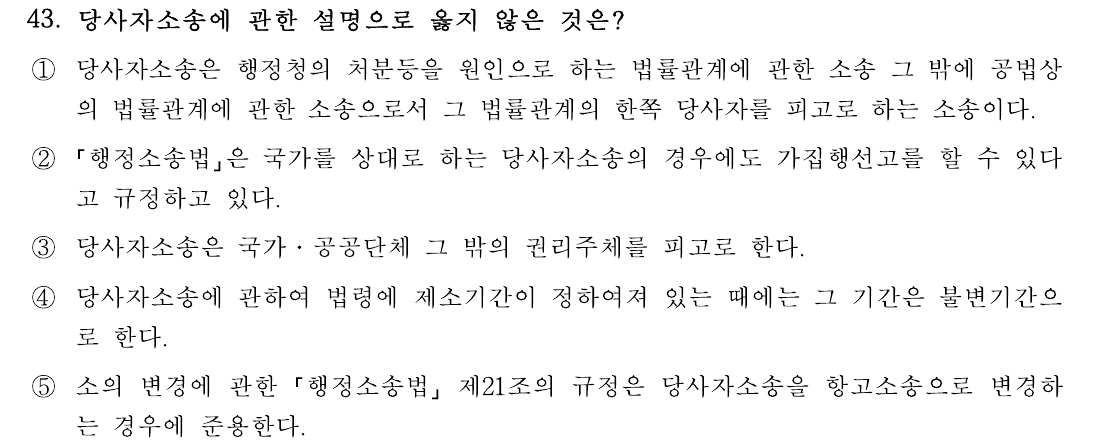 43. 당사자소송에 관한 설명으로 옳지 않은 것은?
① 당사자소송은 행정청의 처분등을 원인으로 하는 법률관계에 관한 소송 그 밖에 공법상
의 법률관계에 관한 소송으로서 그 법률관계의 한쪽 당사자를 피고로 하는 소송이다.
② 「행정소송법」은 국가를 상대로 하는 당사자소송의 경우에도 가집행선고를 할 수 있다
고 규정하고 있다.
③ 당사자소송은 국가·공공단체 그 밖의 권리주체를 피고로 한다.
④ 당사자소송에 관하여 법령에 제소기간이 정하여져 있는 때에는 그 기간은 불변기간으
로 한다.
⑤ 소의 변경에 관한 「행정소송법」 제21조의 규정은 당사자소송을 항고소송으로 변경하
는 경우에 준용한다.